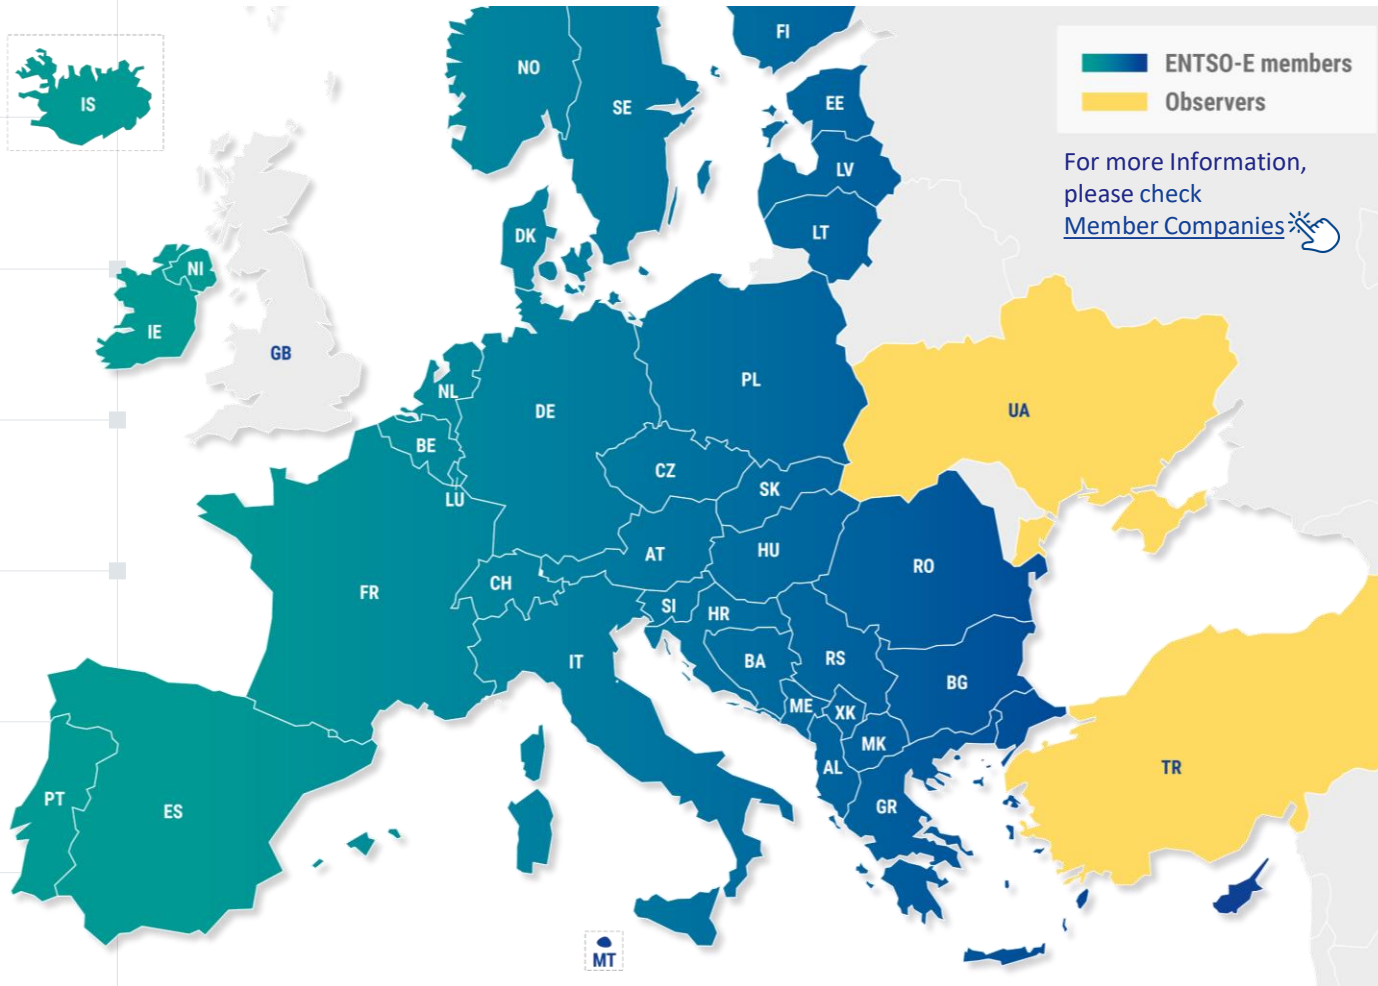 FI
NO
ENTSO-E members
IS
EE
Observers
SE
For more Information,
LV
please check
Member Companies
LT
DK
NI
IE
GB
PL
NL
DE
UA
BE
CZ
SK
LU
AT
HU
RO
CH
FR
SI
HR
IT
BA
RS
BG
ME
XK
MK
AL
TR
PT
GR
ES
MT